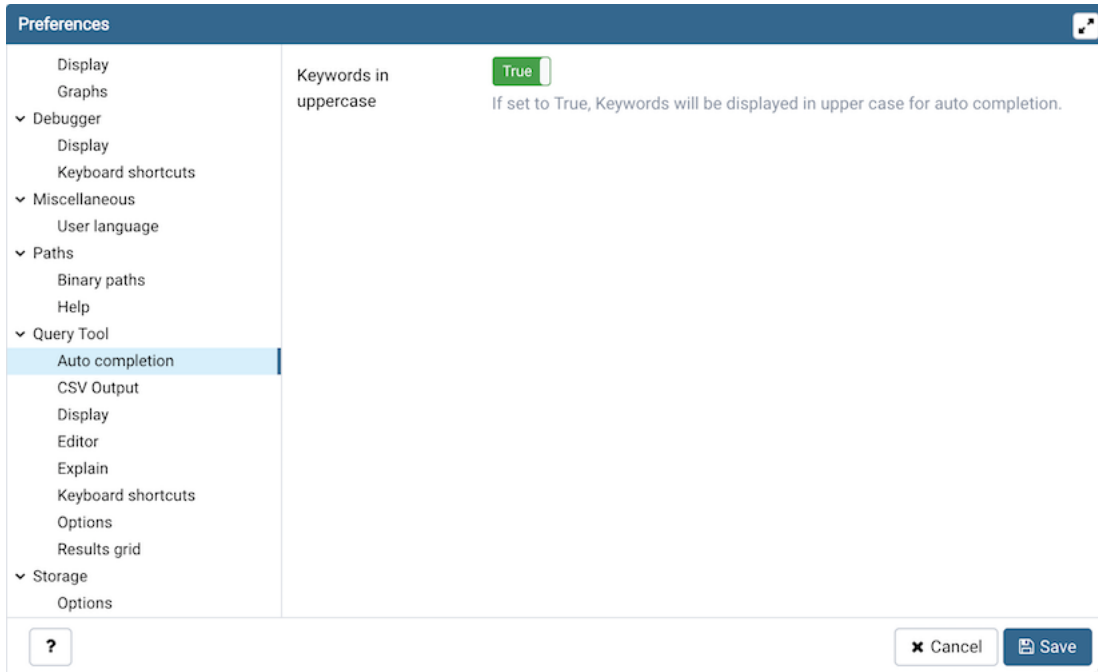 Preferences
Display
Graphs
Debugger
Display
Keyboard shortcuts
Miscellaneous
User language
Paths
Binary paths
Help
Query Tool
Auto completion
CSV Output
Display
Editor
Explain
Keyboard shortcuts
Options
Results grid
Storage
Options
Keywords in
uppercase
True
If set to True, Keywords will be displayed in upper case for auto completion.
?
Cancel
Save